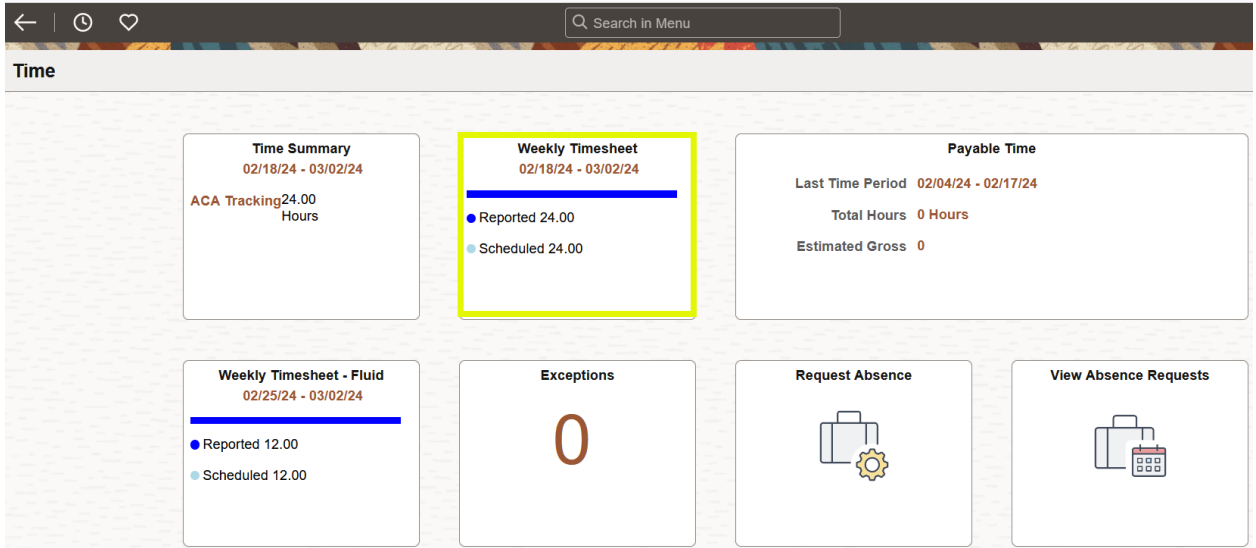 Search in Menu
Time
Time Summary
02/18/24 - 03/02/24
ACA Tracking 24.00
Hours
Weekly Timesheet
02/18/24 - 03/02/24
Reported 24.00
Scheduled 24.00
Payable Time
Last Time Period 02/04/24 - 02/17/24
Total Hours 0 Hours
Estimated Gross 0
Weekly Timesheet - Fluid
02/25/24 - 03/02/24
Reported 12.00
Scheduled 12.00
Exceptions
0
Request Absence
View Absence Requests